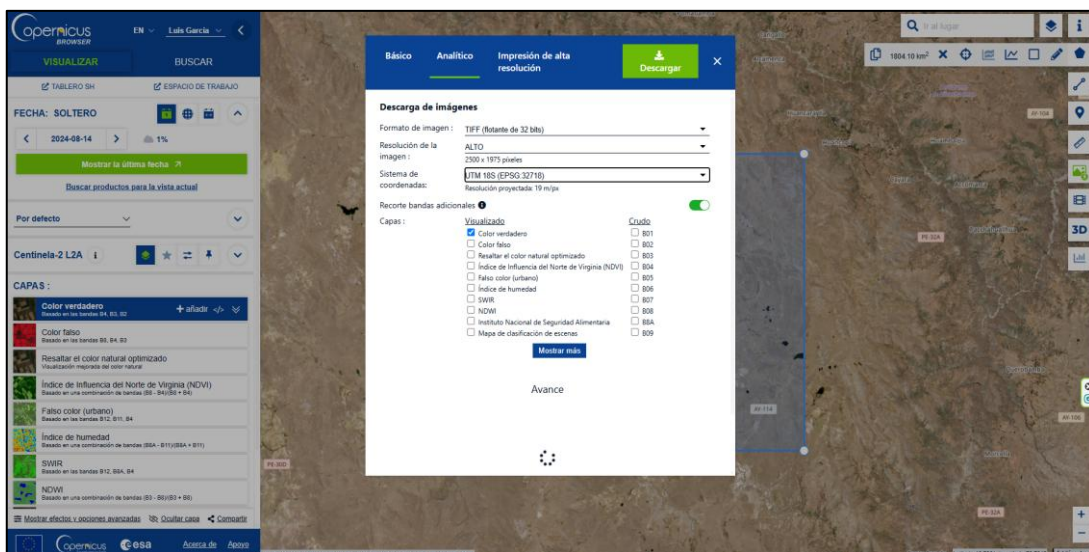 opernicus
BROWSER
EN
Luis Garcia
VISUALIZAR
BUSCAR
TABLERO SH
ESPACIO DE TRABAJO
FECHA: SOLTERO
2024-08-14
1%
Mostrar la última fecha
Buscar productos para la vista actual
Por defecto
Centinela-2 L2A
CAPAS :
Color verdadero
Basado en las bandas B4, B3, B2
+ añadir </>
Color falso
Basado en las bandas B8, B4, B3
Resaltar el color natural optimizado
Visualización mejorada del color natural
Índice de Influencia del Norte de Virginia (NDVI)
Basado en una combinación de bandas (B8 - B4)/(B8 + B4)
Falso color (urbano)
Basado en las bandas B12, B11, B4
Índice de humedad
Basado en una combinación de bandas (B8A - B11)/(B8A + B11)
SWIR
Basado en las bandas B12, B8A, B4
NDWI
Basado en una combinación de bandas (B3 - B8)/(B3 + B8)
Mostrar efectos y opciones avanzadas
Ocultar capa
Compartir
opernicus
esa
Acerca de
Apoyo
Básico
Analítico
Impresión de alta
resolución
Descargar
Descarga de imágenes
Formato de imagen :
TIFF (flotante de 32 bits)
Resolución de la
imagen :
ALTO
2500 x 1975 píxeles
Sistema de
coordenadas:
UTM 18S (EPSG:32718)
Resolución proyectada: 19 m/px
Recorte bandas adicionales
Capas :
Visualizado
Crudo
Color verdadero
B01
Color falso
B02
Resaltar el color natural optimizado
B03
Índice de Influencia del Norte de Virginia (NDVI)
B04
Falso color (urbano)
B05
Índice de humedad
B06
SWIR
B07
NDWI
B08
Instituto Nacional de Seguridad Alimentaria
B8A
Mapa de clasificación de escenas
B09
Mostrar más
Avance
Ir al lugar
1804.10 km²
AY-104
PE-32A
3D
AY-114
AY-106
PE-30D
PE-32A